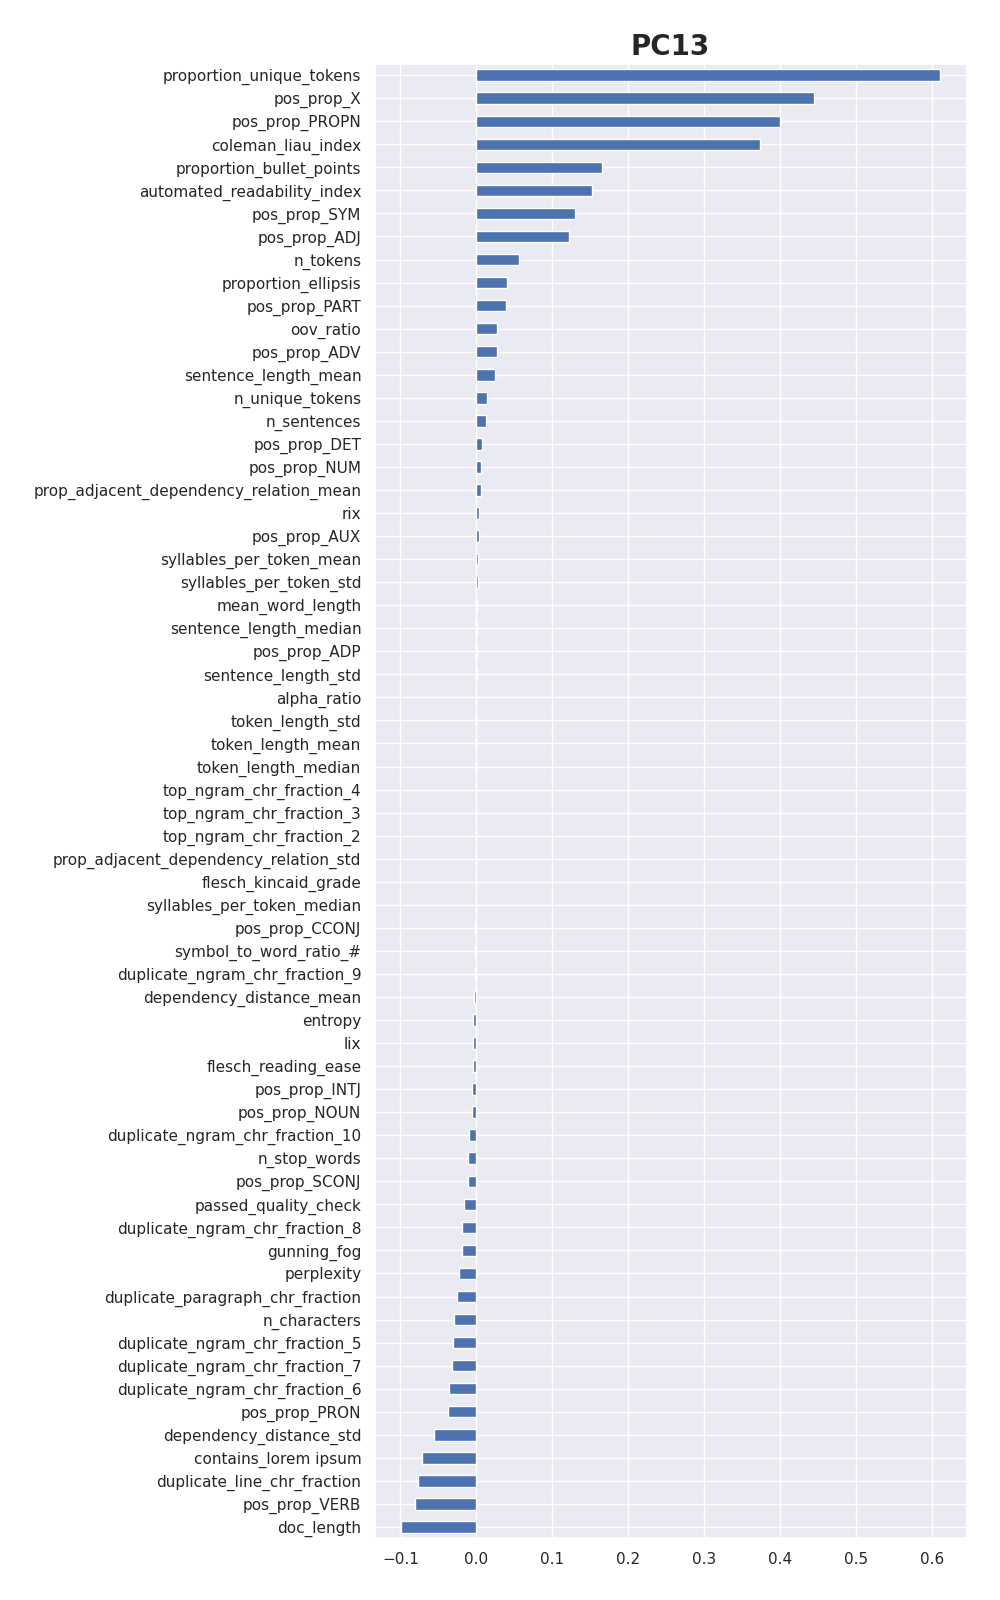 PC13
proportion_unique_tokens
pos_prop_X
pos_prop_PROPN
coleman_liau_index
proportion_bullet_points
automated_readability_index
pos_prop_SYM
pos_prop_ADJ
n_tokens
proportion_ellipsis
pos_prop_PART
oov_ratio
pos_prop_ADV
sentence_length_mean
n_unique_tokens
n_sentences
pos_prop_DET
pos_prop_NUM
prop_adjacent_dependency_relation_mean
rix
pos_prop_AUX
syllables_per_token_mean
syllables_per_token_std
mean_word_length
sentence_length_median
pos_prop_ADP
sentence_length_std
alpha_ratio
token_length_std
token_length_mean
token_length_median
top_ngram_chr_fraction_4
top_ngram_chr_fraction_3
top_ngram_chr_fraction_2
prop_adjacent_dependency_relation_std
flesch_kincaid_grade
syllables_per_token_median
pos_prop_CCONJ
symbol_to_word_ratio_#
duplicate_ngram_chr_fraction_9
dependency_distance_mean
entropy
lix
flesch_reading_ease
pos_prop_INTJ
pos_prop_NOUN
duplicate_ngram_chr_fraction_10
n_stop_words
pos_prop_SCONJ
passed_quality_check
duplicate_ngram_chr_fraction_8
gunning_fog
perplexity
duplicate_paragraph_chr_fraction
n_characters
duplicate_ngram_chr_fraction_5
duplicate_ngram_chr_fraction_7
duplicate_ngram_chr_fraction_6
pos_prop_PRON
dependency_distance_std
contains_lorem ipsum
duplicate_line_chr_fraction
pos_prop_VERB
doc_length
−0.1 0.0 0.1 0.2 0.3 0.4 0.5 0.6